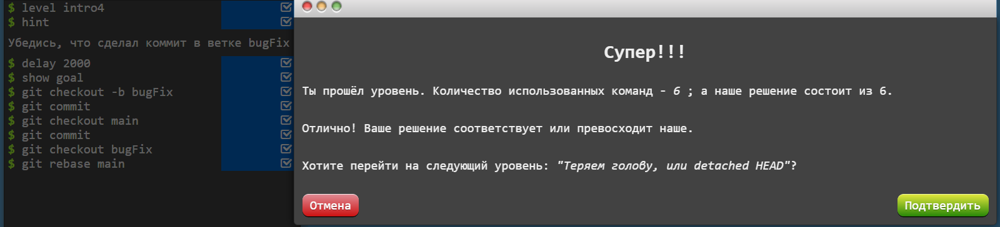 $ level intro4
$ hint
Убедись, что сделал коммит в ветке bugFix
$ delay 2000
$ show goal
$ git checkout -b bugFix
$ git commit
$ git checkout main
$ git commit
$ git checkout bugFix
$ git rebase main
Супер!!!
Ты прошёл уровень. Количество использованных команд - 6 ; а наше решение состоит из 6.
Отлично! Ваше решение соответствует или превосходит наше.
Хотите перейти на следующий уровень: "Теряем голову, или detached HEAD"?
Отмена
Подтвердить